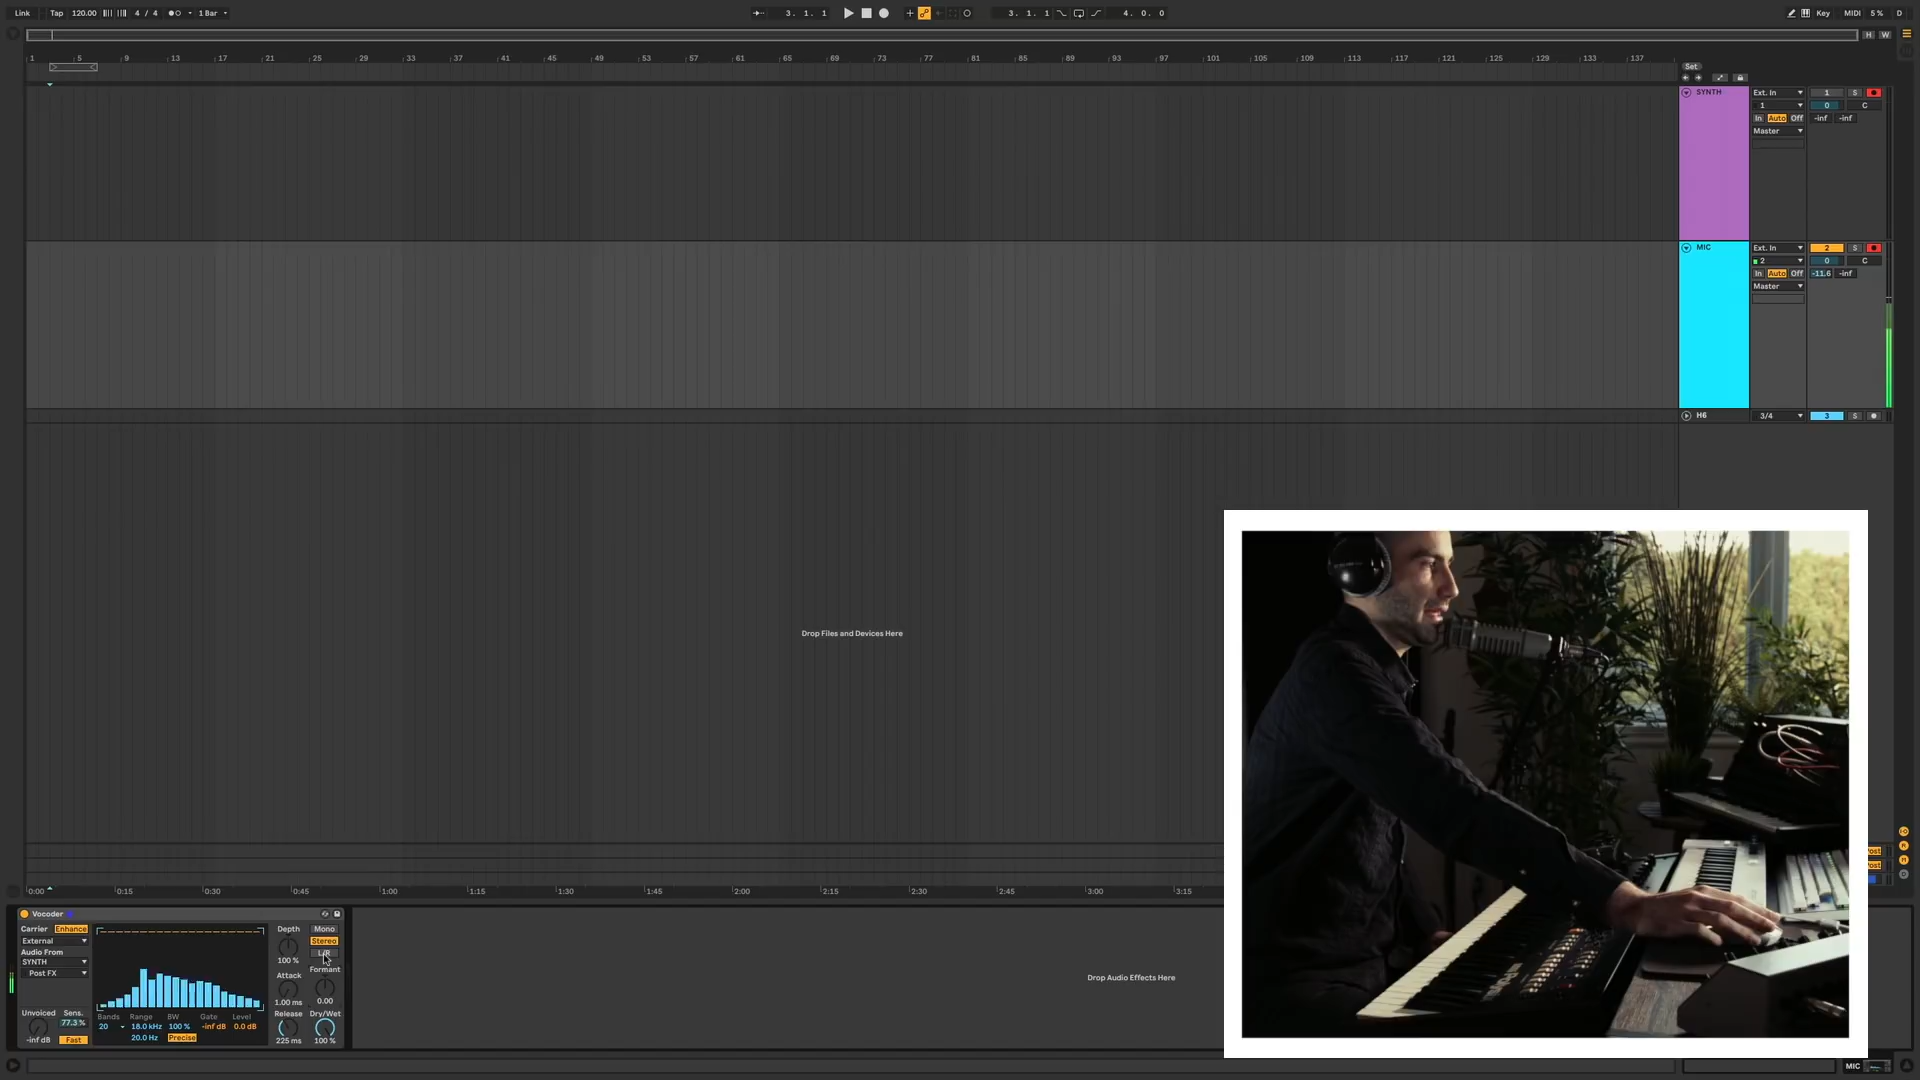 Link Tap 120.00 4 / 4 1 Bar 3. 1. 1 3. 1. 1 4. 0. 0 Key MIDI 5 % D
H W
1 5 9 13 17 21 25 29 33 37 41 45 49 53 57 61 65 69 73 77 81 85 89 93 97 101 105 109 113 117 121 125 129 133 137
Set
SYNTH Ext. In 1 S
1 0 C
In Auto Off -inf -inf
Master
MIC Ext. In 2 S
2 0 C
In Auto Off -11.6 -inf
Master
H6 3/4 3 S
Drop Files and Devices Here
Post
Post
0:00 0:15 0:30 0:45 1:00 1:15 1:30 1:45 2:00 2:15 2:30 2:45 3:00 3:15
Vocoder
Carrier Enhance Depth Mono
External Stereo
Audio From L/R
SYNTH 100 %
Post FX Attack Formant
Drop Audio Effects Here
1.00 ms 0.00
Unvoiced Sens. Bands Range BW Gate Level Release Dry/Wet
77.3 % 20 18.0 kHz 100 % -inf dB 0.0 dB
-inf dB Fast 20.0 Hz Precise 225 ms 100 %
MIC